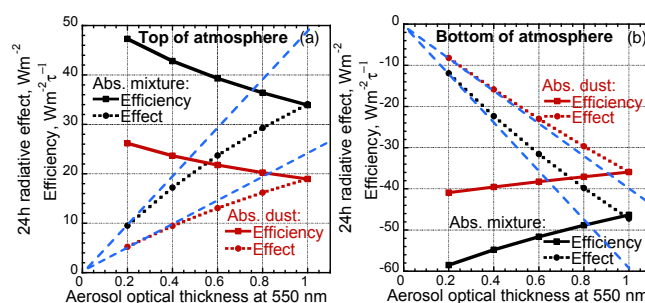 Top of atmosphere (a)
24h radiative effect, Wm⁻²
Efficiency, Wm⁻²τ⁻¹
50
40
30
20
10
0
Abs. mixture:
Efficiency
Effect
Abs. dust:
Efficiency
Effect
0 0.2 0.4 0.6 0.8 1
Aerosol optical thickness at 550 nm
Bottom of atmosphere (b)
24h radiative effect, Wm⁻²
Efficiency, Wm⁻²τ⁻¹
0
-10
-20
-30
-40
-50
-60
Abs. dust:
Efficiency
Effect
Abs. mixture:
Efficiency
Effect
0 0.2 0.4 0.6 0.8 1
Aerosol optical thickness at 550 nm